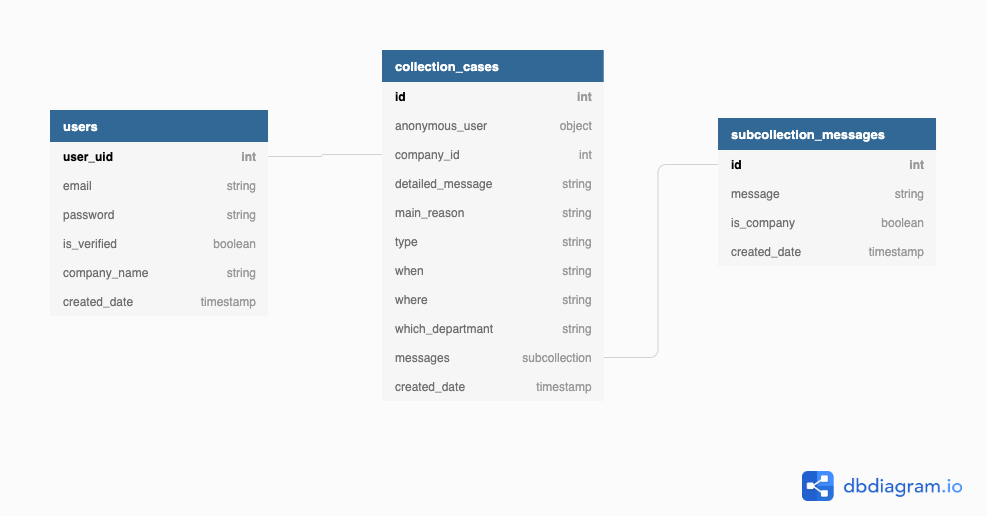 users
user_uid int
email string
password string
is_verified boolean
company_name string
created_date timestamp
collection_cases
id int
anonymous_user object
company_id int
detailed_message string
main_reason string
type string
when string
where string
which_departmant string
messages subcollection
created_date timestamp
subcollection_messages
id int
message string
is_company boolean
created_date timestamp
dbdiagram.io